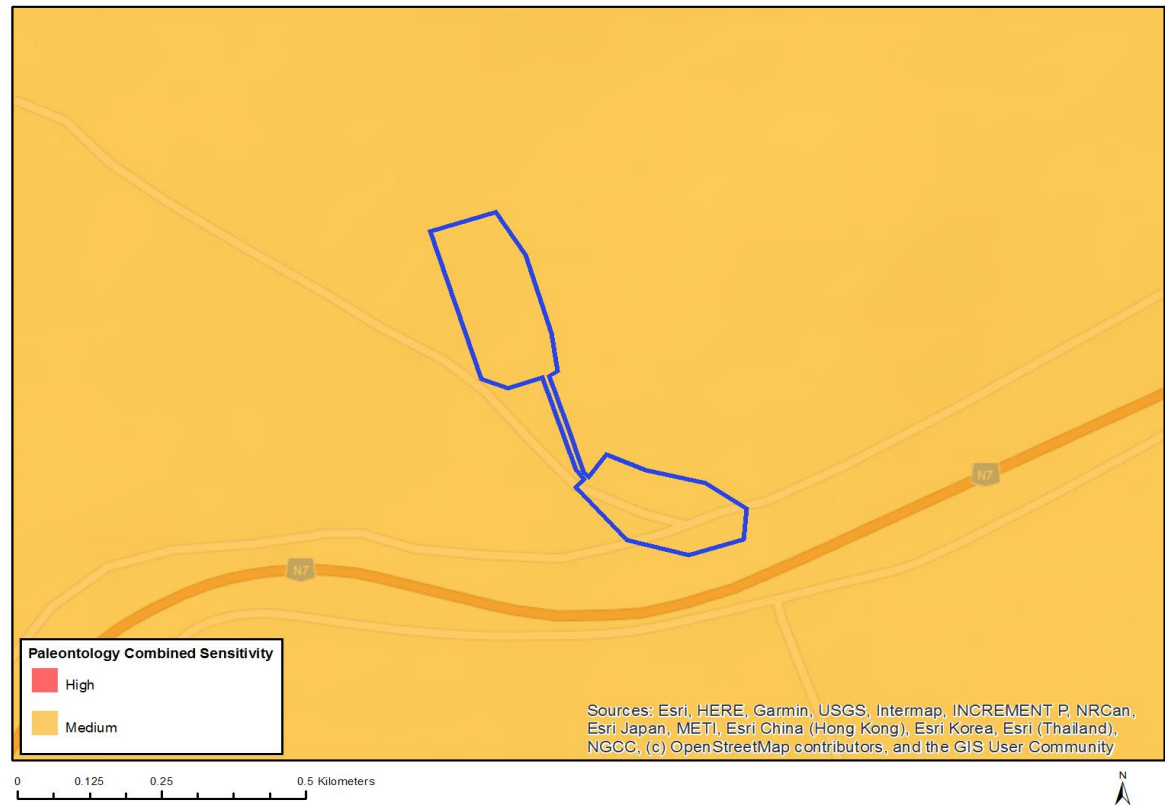 N7
N7
Paleontology Combined Sensitivity
High
Medium
Sources: Esri, HERE, Garmin, USGS, Intermap, INCREMENT P, NRCan,
Esri Japan, METI, Esri China (Hong Kong), Esri Korea, Esri (Thailand),
NGCC, (c) OpenStreetMap contributors, and the GIS User Community
0 0.125 0.25 0.5 Kilometers
N